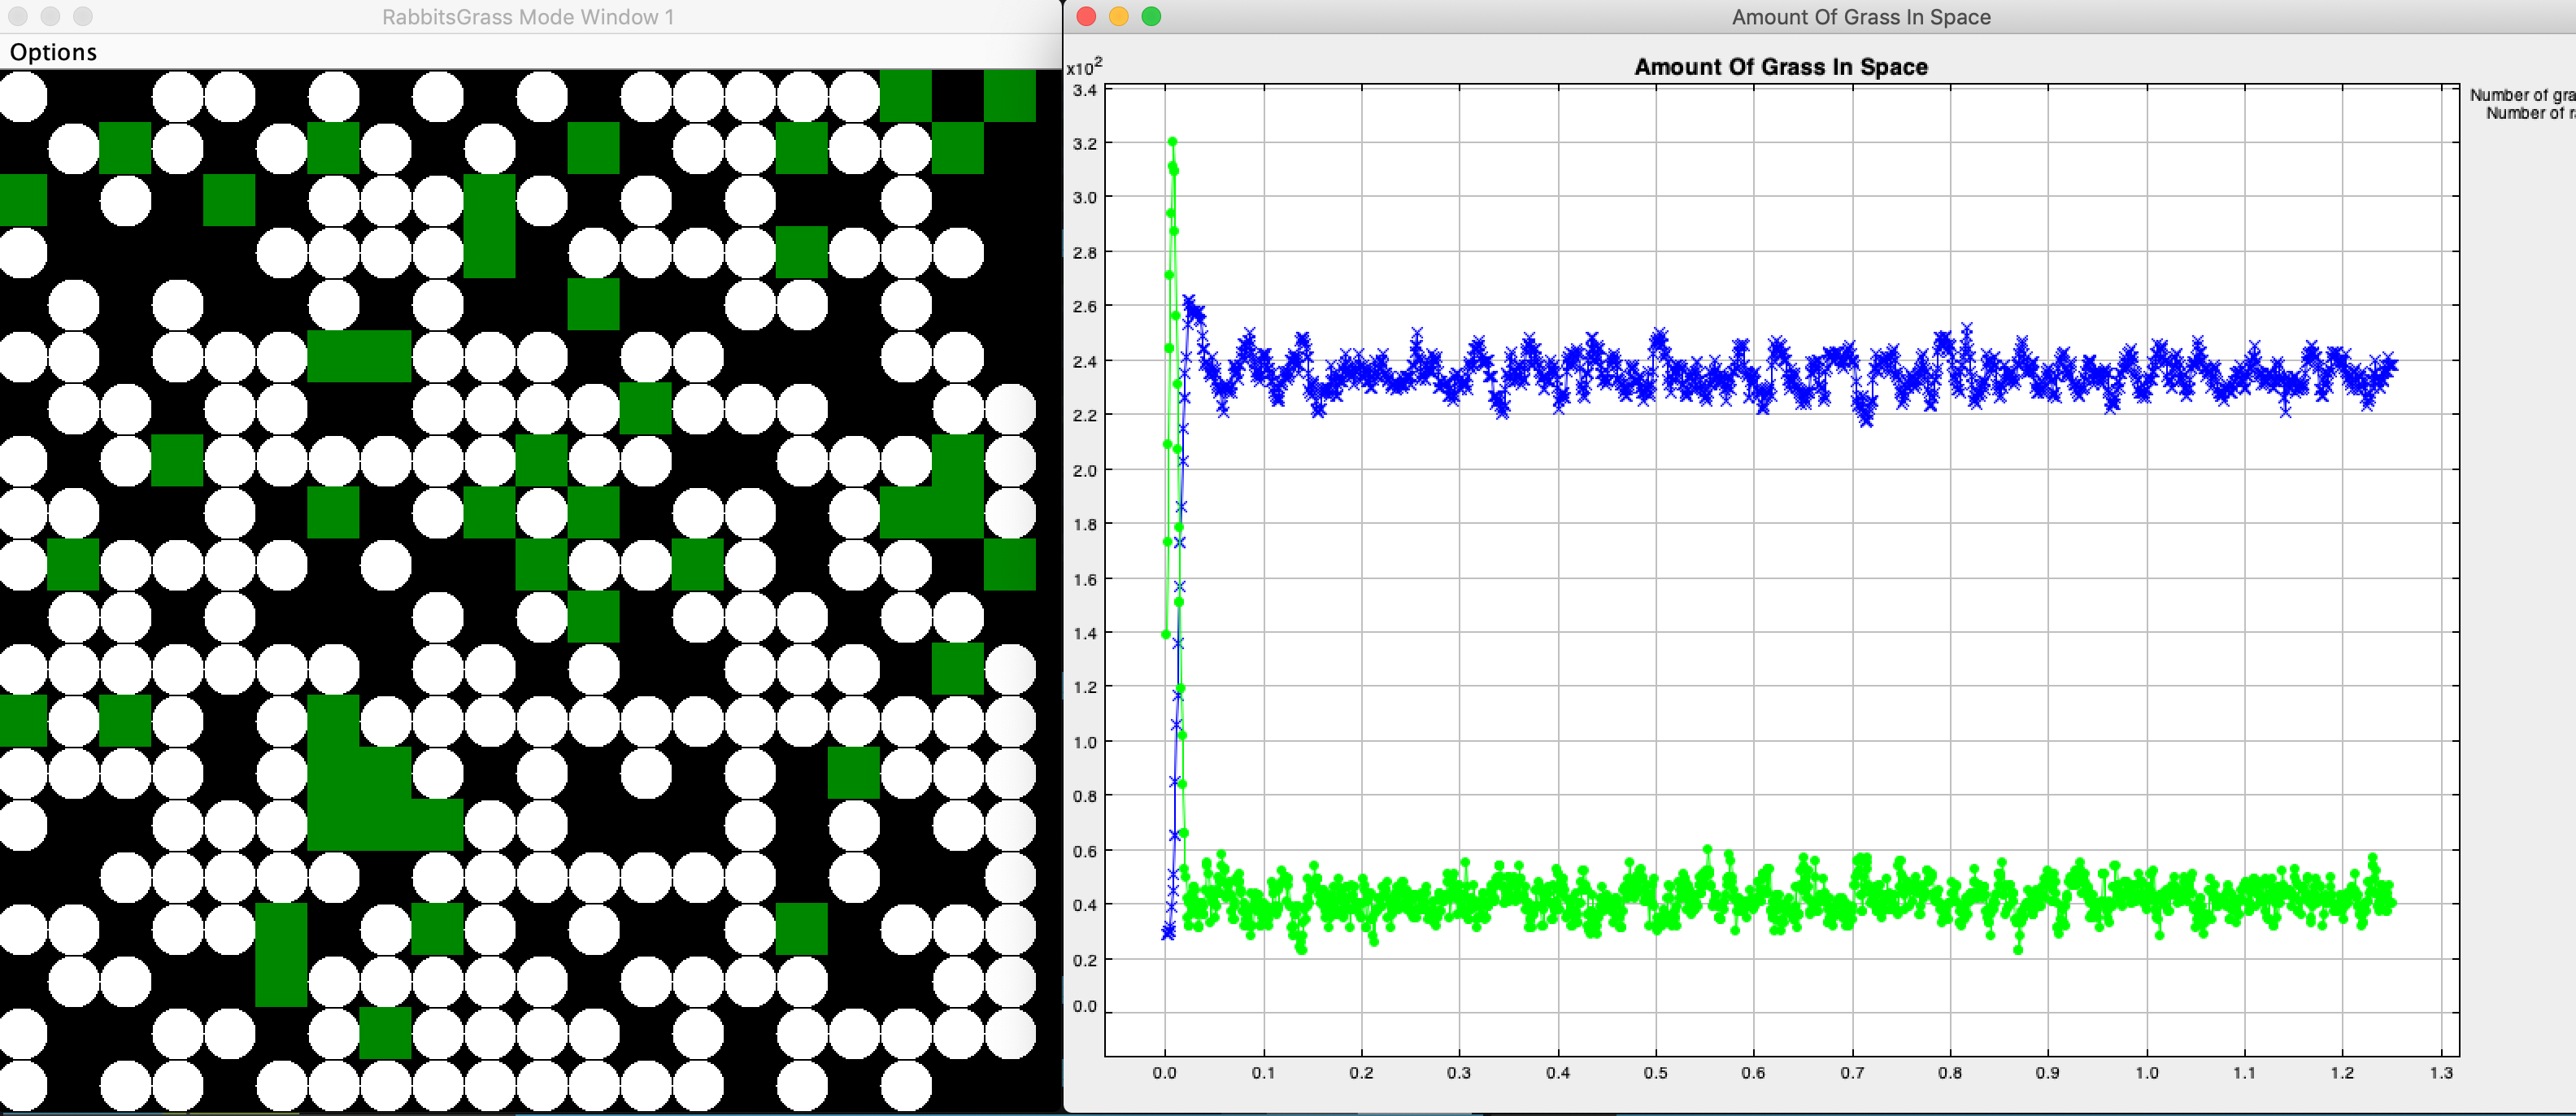 RabbitsGrass Mode Window 1
Options
Amount Of Grass In Space
Amount Of Grass In Space
x10²
3.4
3.2
3.0
2.8
2.6
2.4
2.2
2.0
1.8
1.6
1.4
1.2
1.0
0.8
0.6
0.4
0.2
0.0
0.0 0.1 0.2 0.3 0.4 0.5 0.6 0.7 0.8 0.9 1.0 1.1 1.2 1.3
Number of gra
Number of r